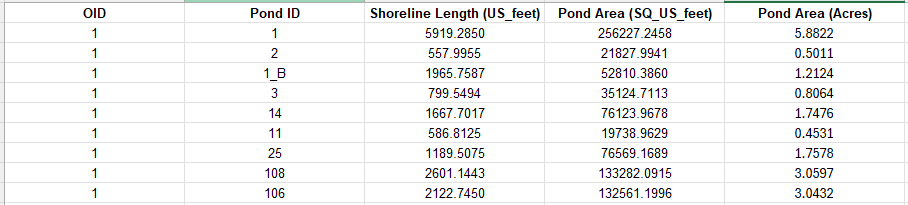 OID Pond ID Shoreline Length (US_feet) Pond Area (SQ_US_feet) Pond Area (Acres)
1 1 5919.2850 256227.2458 5.8822
1 2 557.9955 21827.9941 0.5011
1 1_B 1965.7587 52810.3860 1.2124
1 3 799.5494 35124.7113 0.8064
1 14 1667.7017 76123.9678 1.7476
1 11 586.8125 19738.9629 0.4531
1 25 1189.5075 76569.1689 1.7578
1 108 2601.1443 133282.0915 3.0597
1 106 2122.7450 132561.1996 3.0432